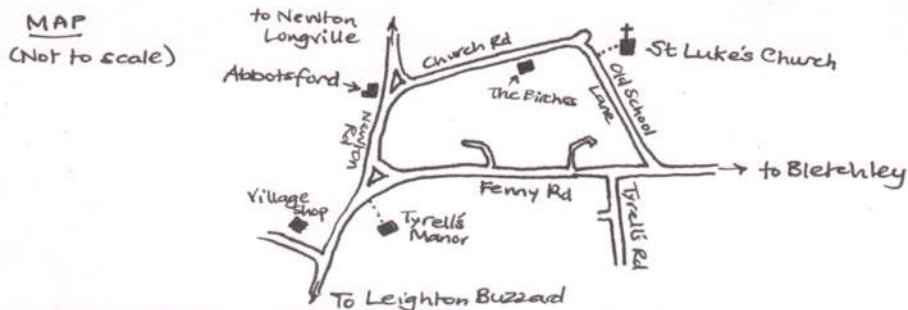 MAP
(Not to scale)
to Newton
Longville
Church Rd
St Luke's Church
Abbotsford
The Birches
Old School
Lane
Newton
Rd
to Bletchley
Fenny Rd
Village
shop
Tyrell's
Manor
Tyrell's Rd
To Leighton Buzzard